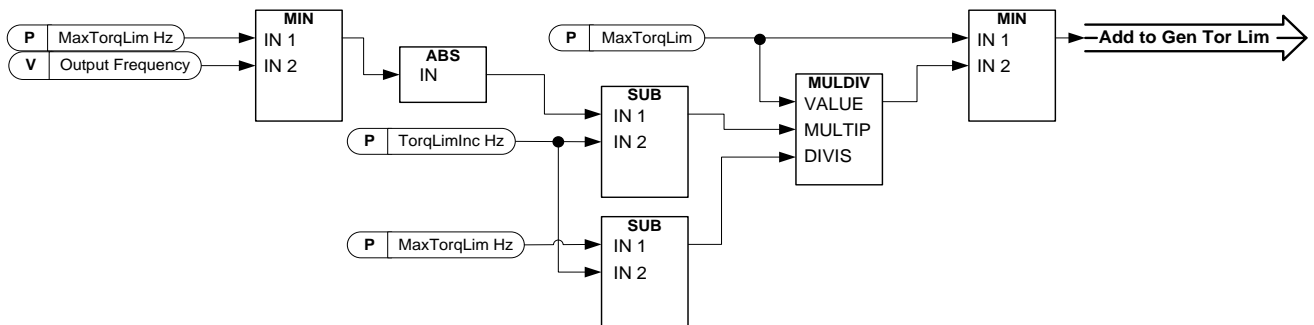 MIN
P MaxTorqLim Hz
IN 1
V Output Frequency
IN 2
ABS
IN
P MaxTorqLim
MIN
IN 1
IN 2
Add to Gen Tor Lim
SUB
IN 1
IN 2
P TorqLimInc Hz
MULDIV
VALUE
MULTIP
DIVIS
SUB
P MaxTorqLim Hz
IN 1
IN 2